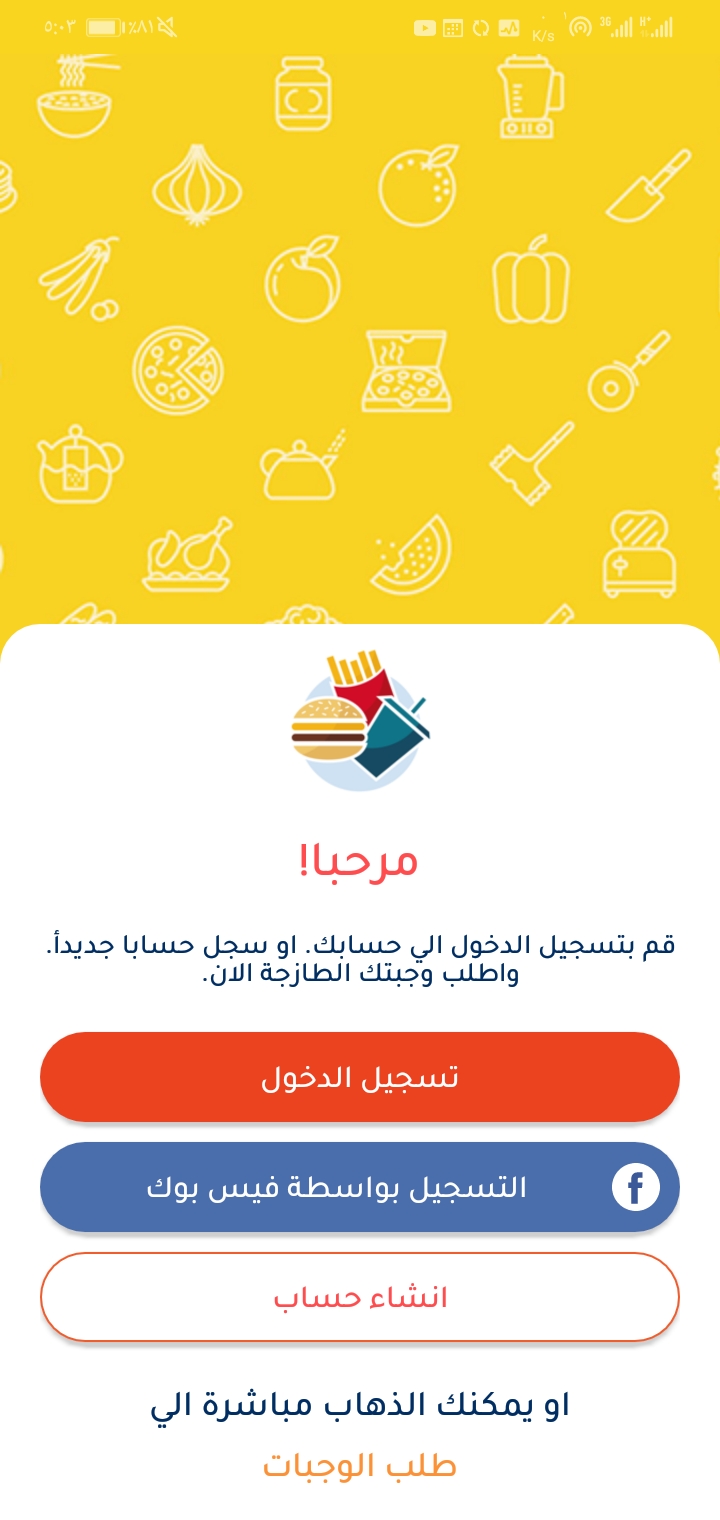 ٥:٠٣ ٪٨١ K/s 3G H+
مرحبا!
قم بتسجيل الدخول الي حسابك. او سجل حسابا جديدأ.
واطلب وجبتك الطازجة الان.
تسجيل الدخول
التسجيل بواسطة فيس بوك
انشاء حساب
او يمكنك الذهاب مباشرة الي
طلب الوجبات